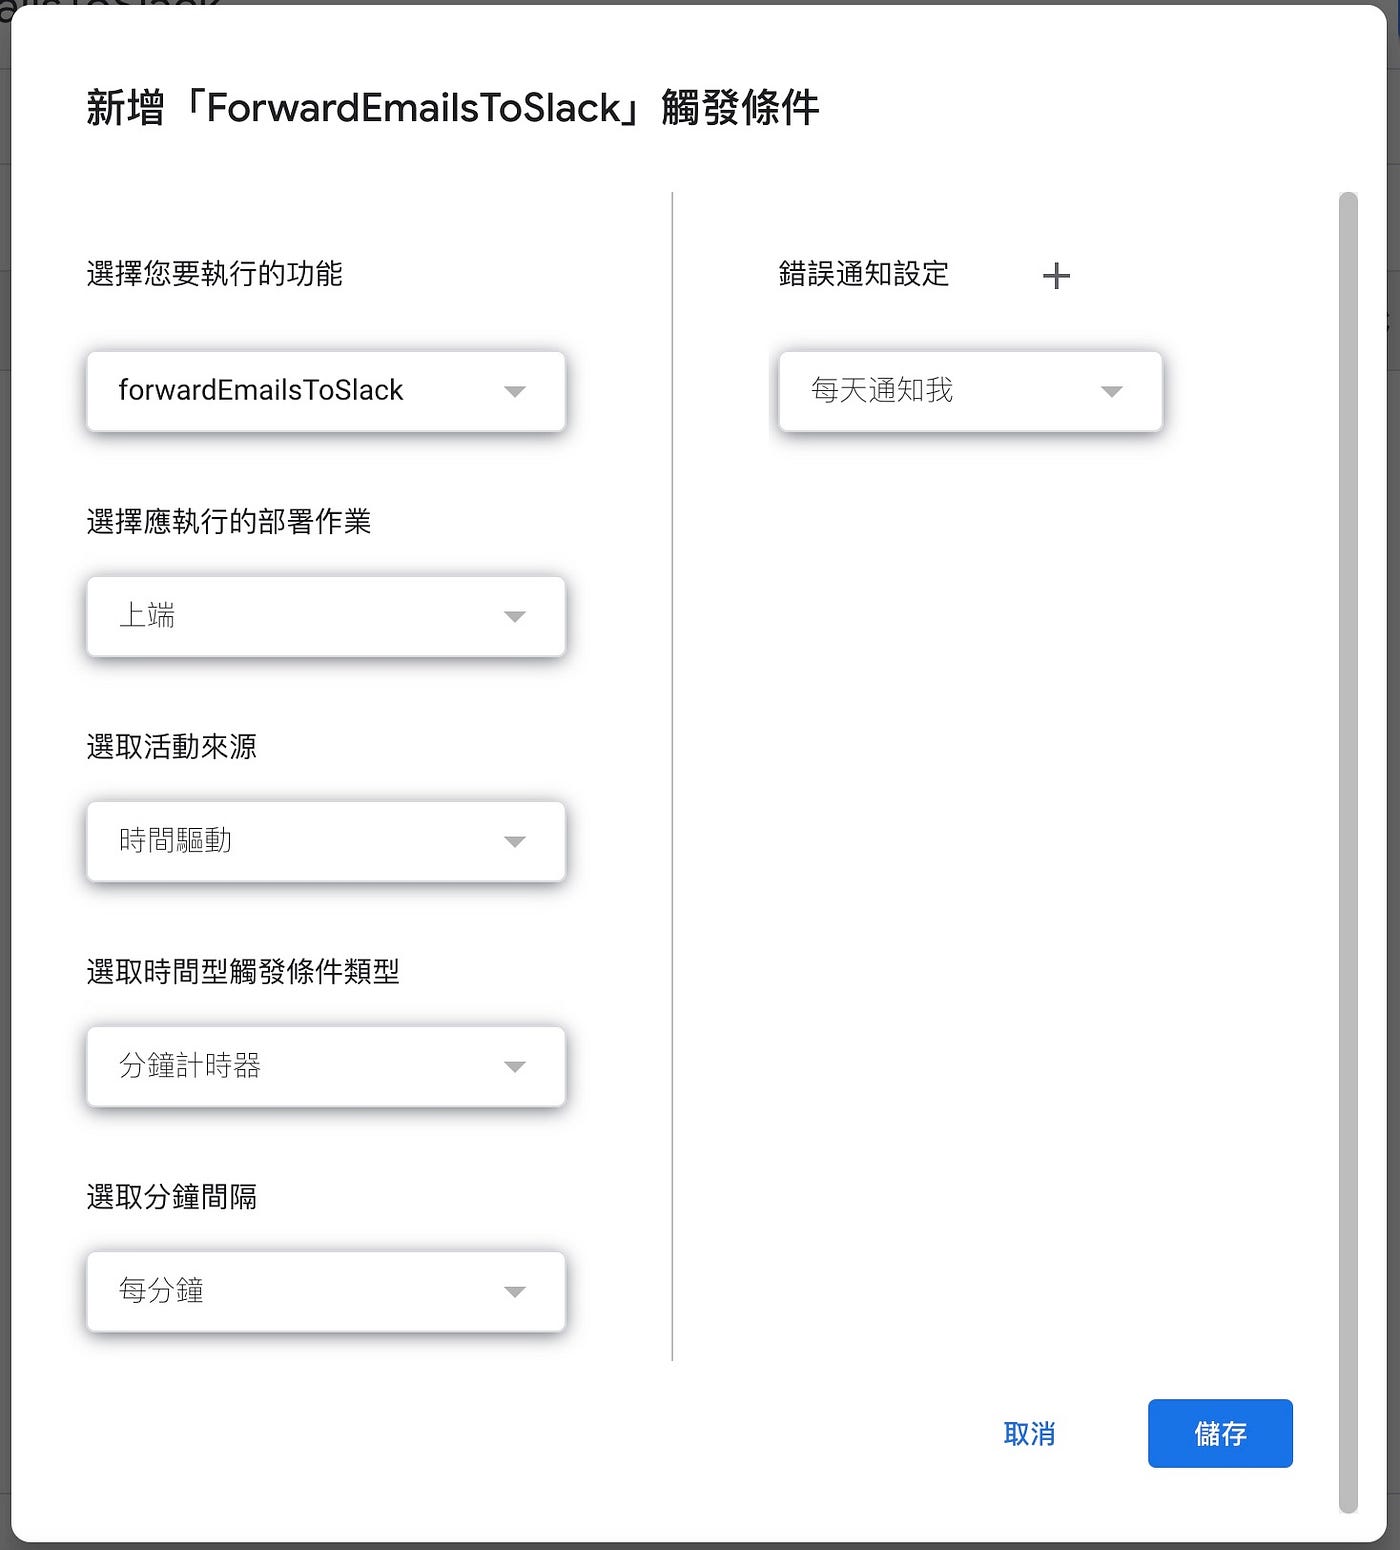 新增「ForwardEmailsToSlack」觸發條件
選擇您要執行的功能
forwardEmailsToSlack
選擇應執行的部署作業
上端
選取活動來源
時間驅動
選取時間型觸發條件類型
分鐘計時器
選取分鐘間隔
每分鐘
錯誤通知設定
每天通知我
取消
儲存